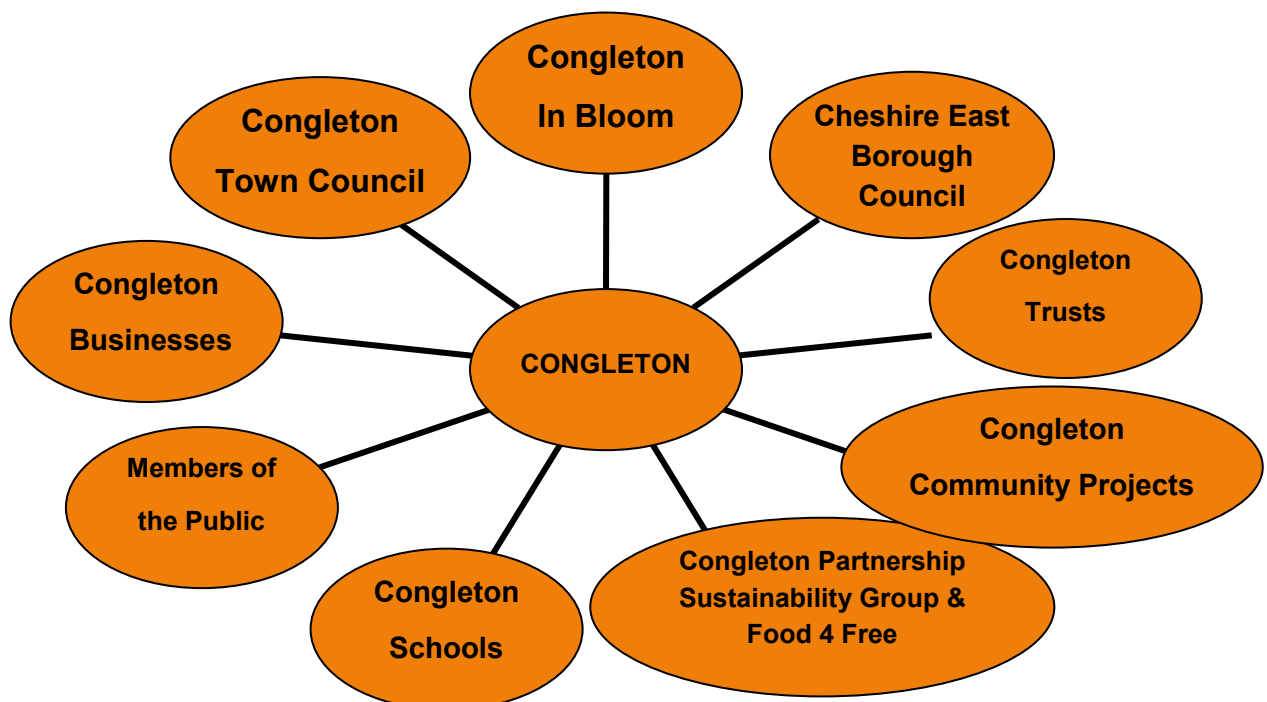 Congleton
In Bloom
Congleton
Town Council
Cheshire East
Borough
Council
Congleton
Trusts
Congleton
Businesses
CONGLETON
Congleton
Community Projects
Members of
the Public
Congleton Partnership
Sustainability Group &
Food 4 Free
Congleton
Schools